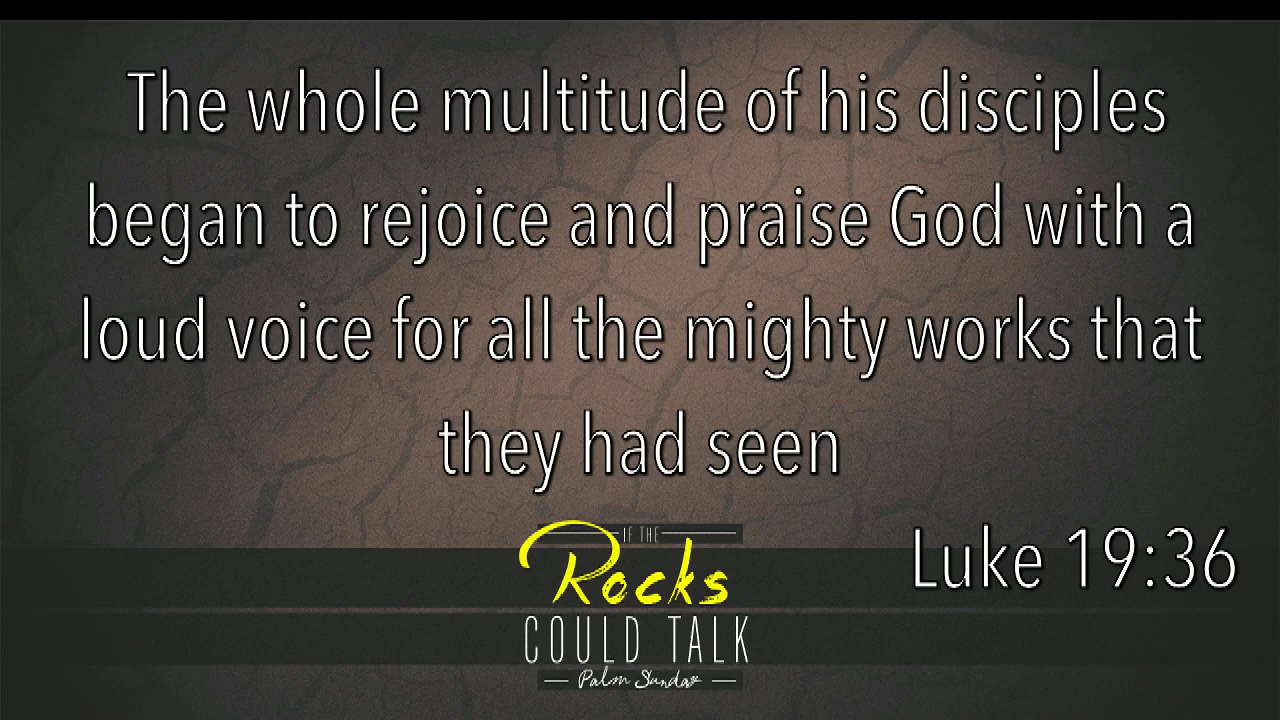 The whole multitude of his disciples
began to rejoice and praise God with a
loud voice for all the mighty works that
they had seen
Luke 19:36
IF THE
Rocks
COULD TALK
Palm Sunday